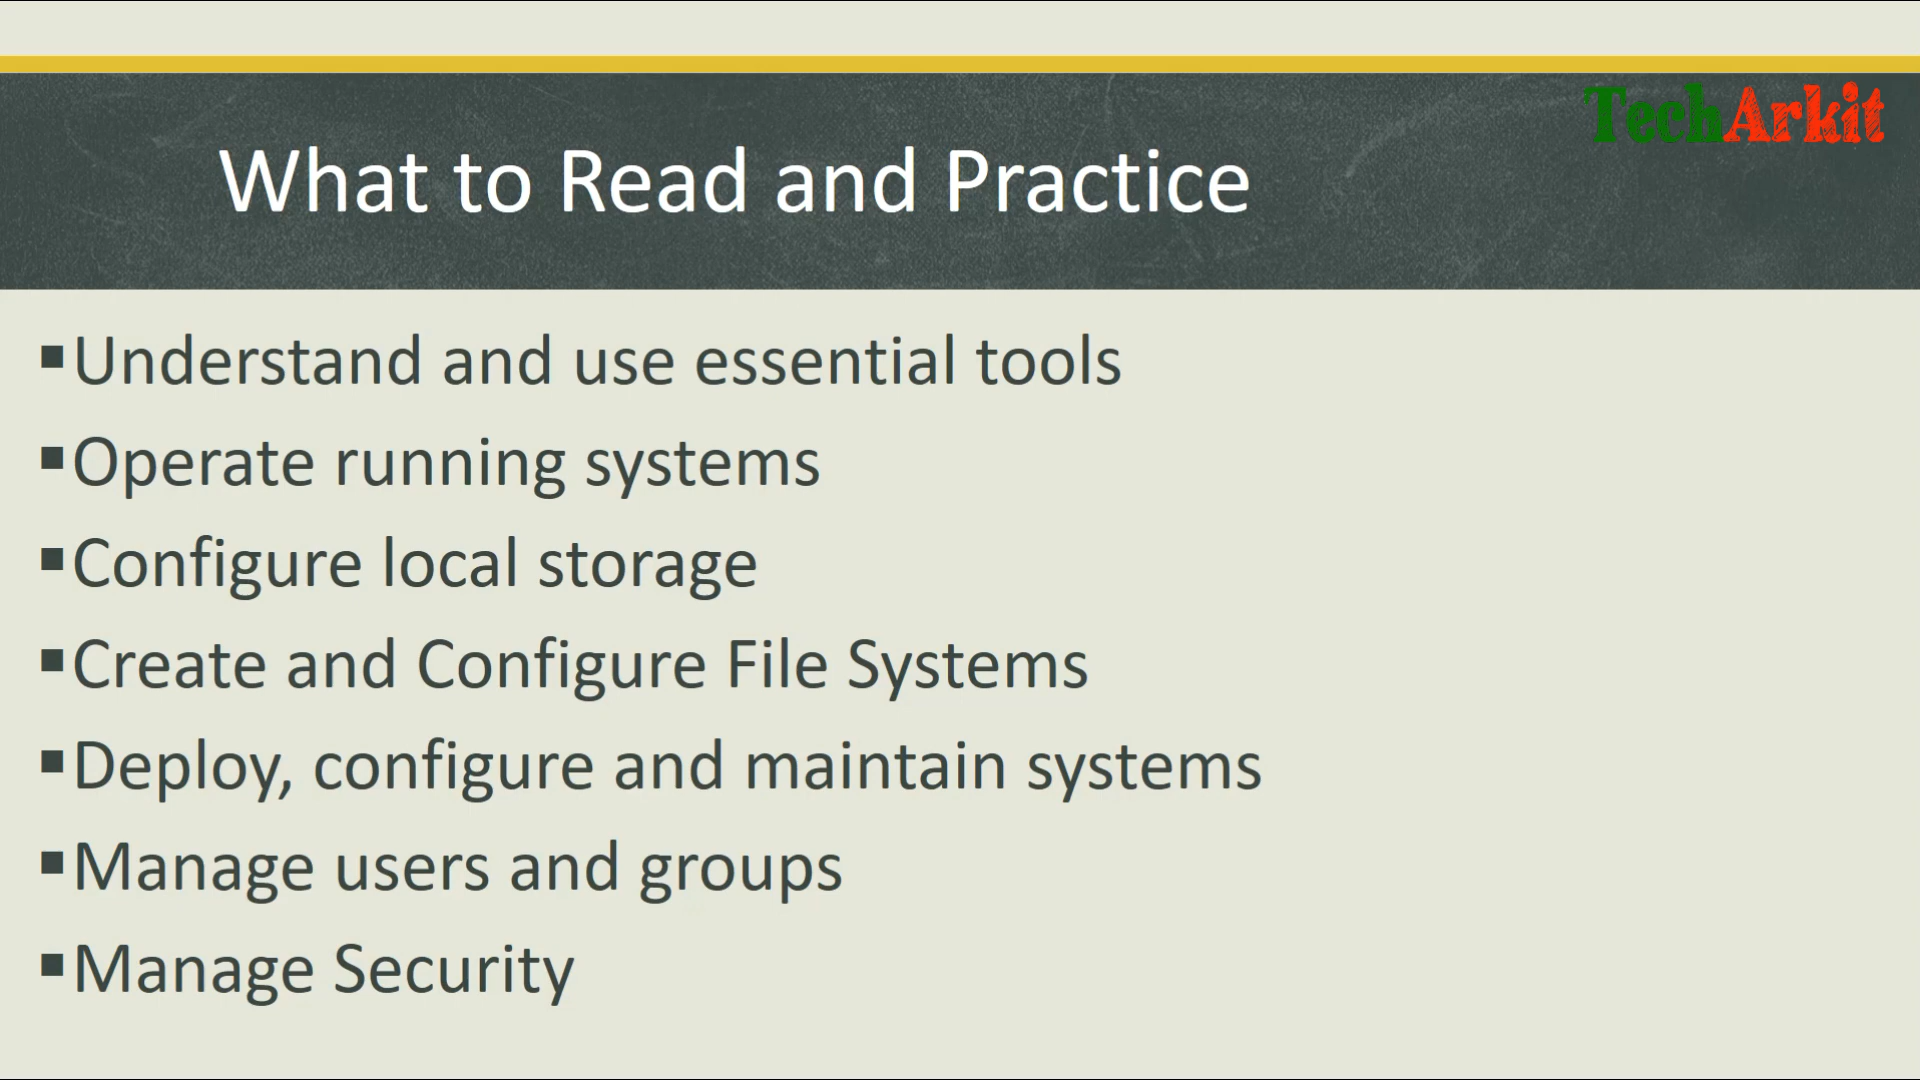 TechArkit
What to Read and Practice
▪Understand and use essential tools
▪Operate running systems
▪Configure local storage
▪Create and Configure File Systems
▪Deploy, configure and maintain systems
▪Manage users and groups
▪Manage Security